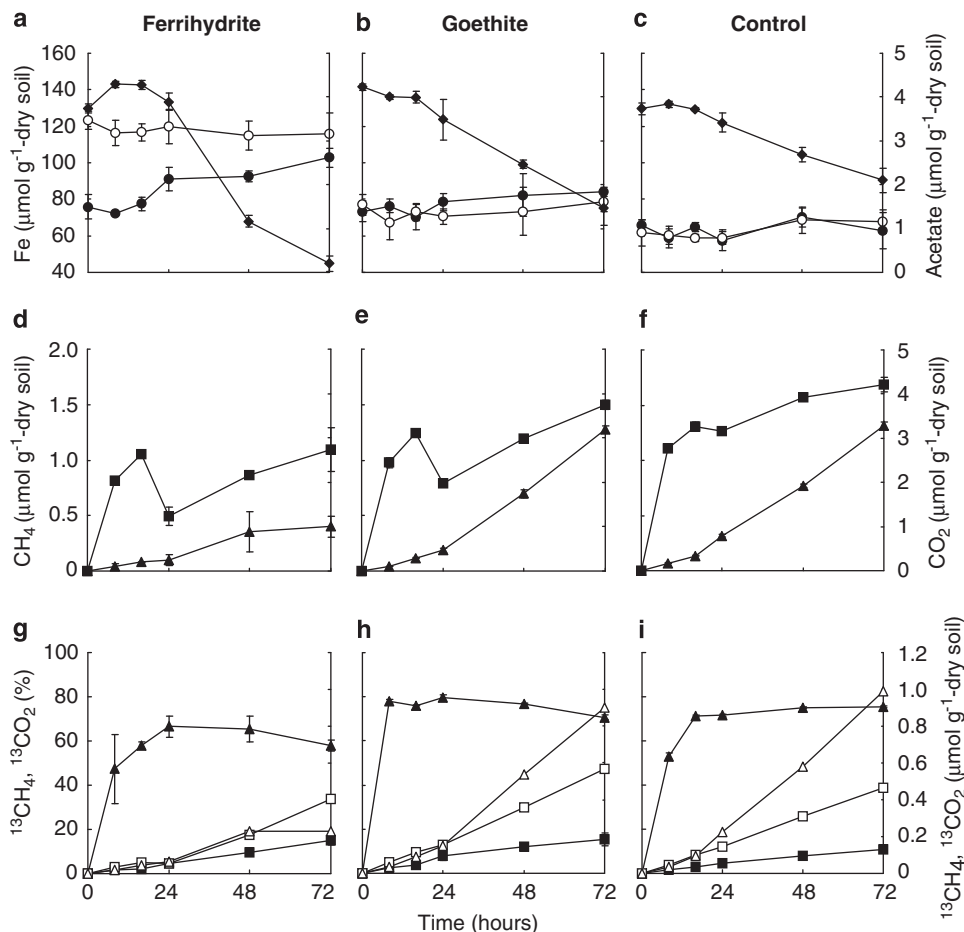 a Ferrihydrite b Goethite c Control
160 5
140 4
120 3
100
80 2
60 1
40 0
Fe (µmol g⁻¹-dry soil)
Acetate (µmol g⁻¹-dry soil)
d e f
2.0 5
1.5 4
1.0 3
0.5 2
0 1
0
CH₄ (µmol g⁻¹-dry soil)
CO₂ (µmol g⁻¹-dry soil)
g h i
100 1.2
80 1.0
60 0.8
40 0.6
20 0.4
0 0.2
0
¹³CH₄, ¹³CO₂ (%)
¹³CH₄, ¹³CO₂ (µmol g⁻¹-dry soil)
0 24 48 72 0 24 48 72 0 24 48 72
Time (hours)